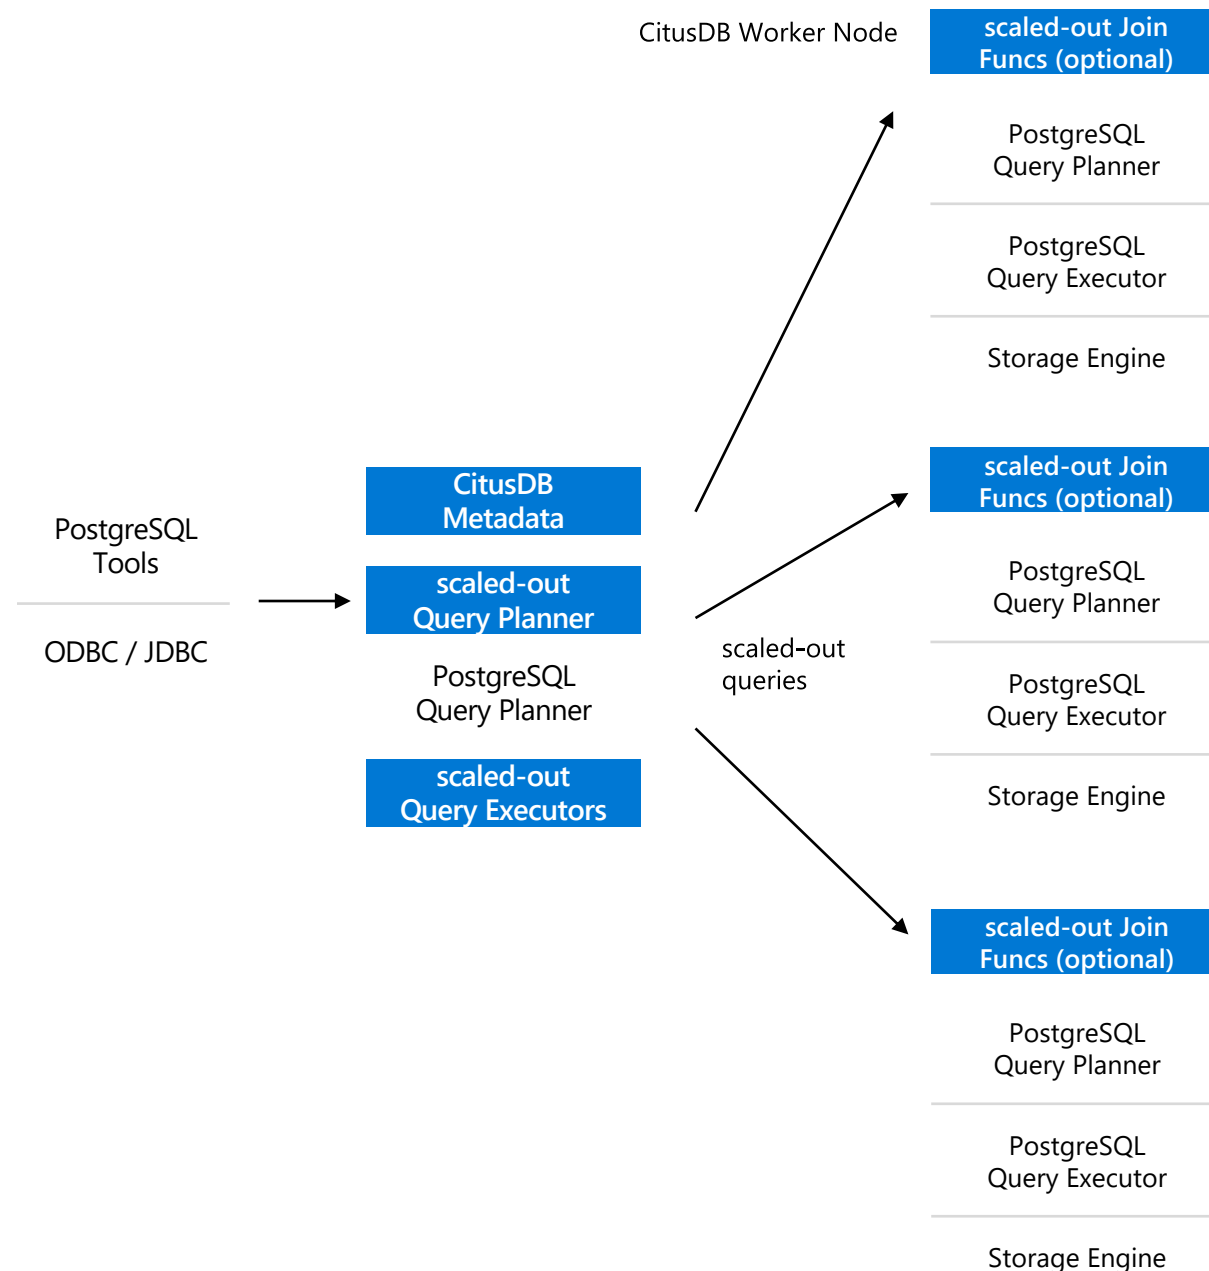 PostgreSQL
Tools
ODBC / JDBC
CitusDB
Metadata
scaled-out
Query Planner
PostgreSQL
Query Planner
scaled-out
Query Executors
scaled-out
queries
CitusDB Worker Node
scaled-out Join
Funcs (optional)
PostgreSQL
Query Planner
PostgreSQL
Query Executor
Storage Engine
scaled-out Join
Funcs (optional)
PostgreSQL
Query Planner
PostgreSQL
Query Executor
Storage Engine
scaled-out Join
Funcs (optional)
PostgreSQL
Query Planner
PostgreSQL
Query Executor
Storage Engine